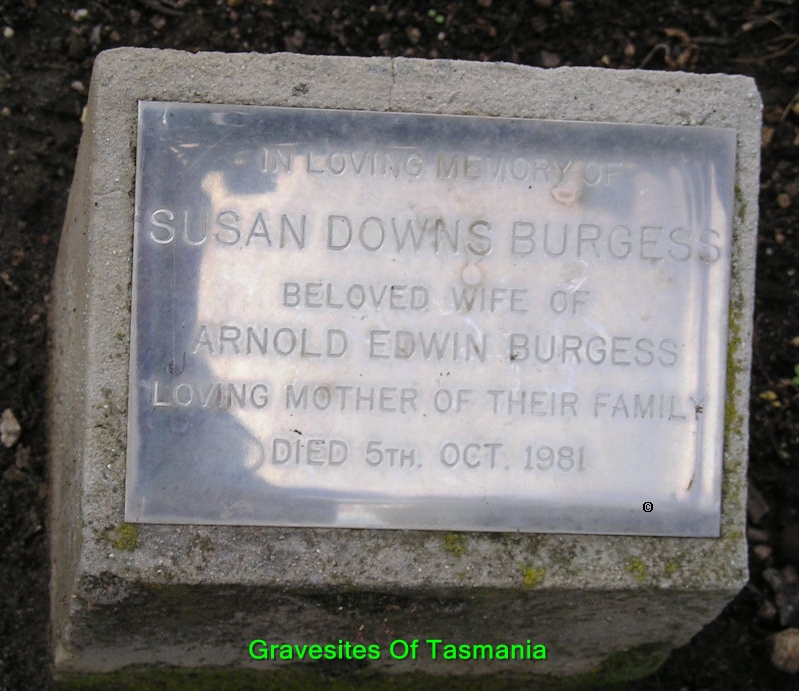 IN LOVING MEMORY OF
SUSAN DOWNS BURGESS
BELOVED WIFE OF
ARNOLD EDWIN BURGESS
LOVING MOTHER OF THEIR FAMILY
DIED 5TH. OCT. 1981
©
Gravesites Of Tasmania